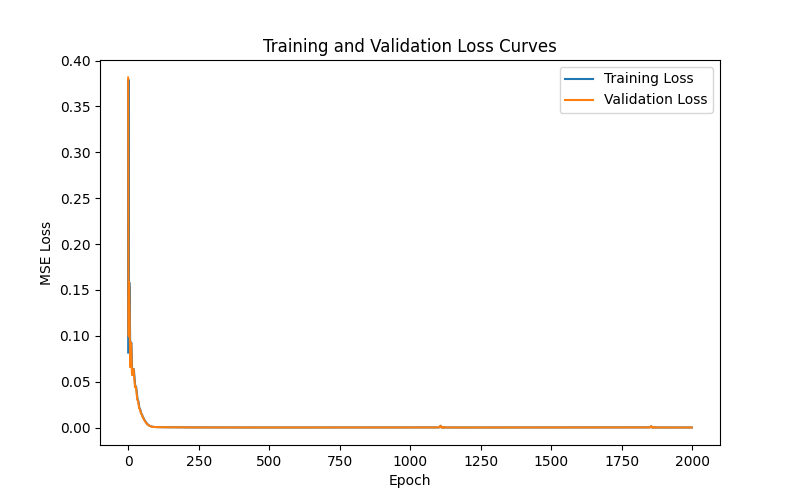 Training and Validation Loss Curves
Training Loss
Validation Loss
MSE Loss
0.40
0.35
0.30
0.25
0.20
0.15
0.10
0.05
0.00
0 250 500 750 1000 1250 1500 1750 2000
Epoch